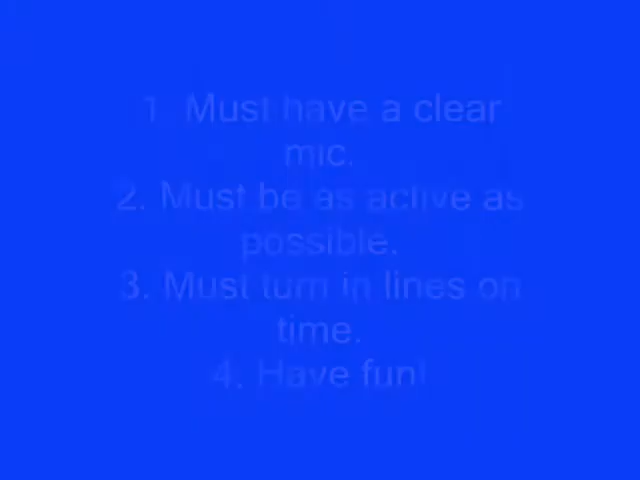 1. Must have a clear
mic.
2. Must be as active as
possible.
3. Must turn in lines on
time.
4. Have fun!